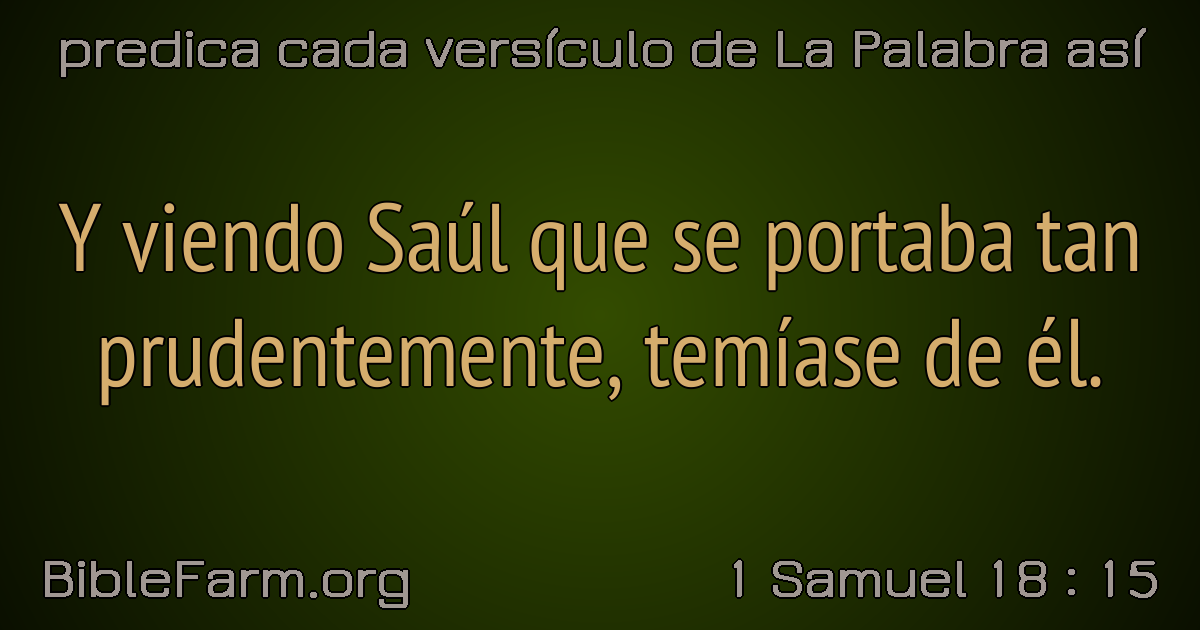 predica cada versículo de La Palabra así
Y viendo Saúl que se portaba tan
prudentemente, temíase de él.
BibleFarm.org
1 Samuel 18 : 15